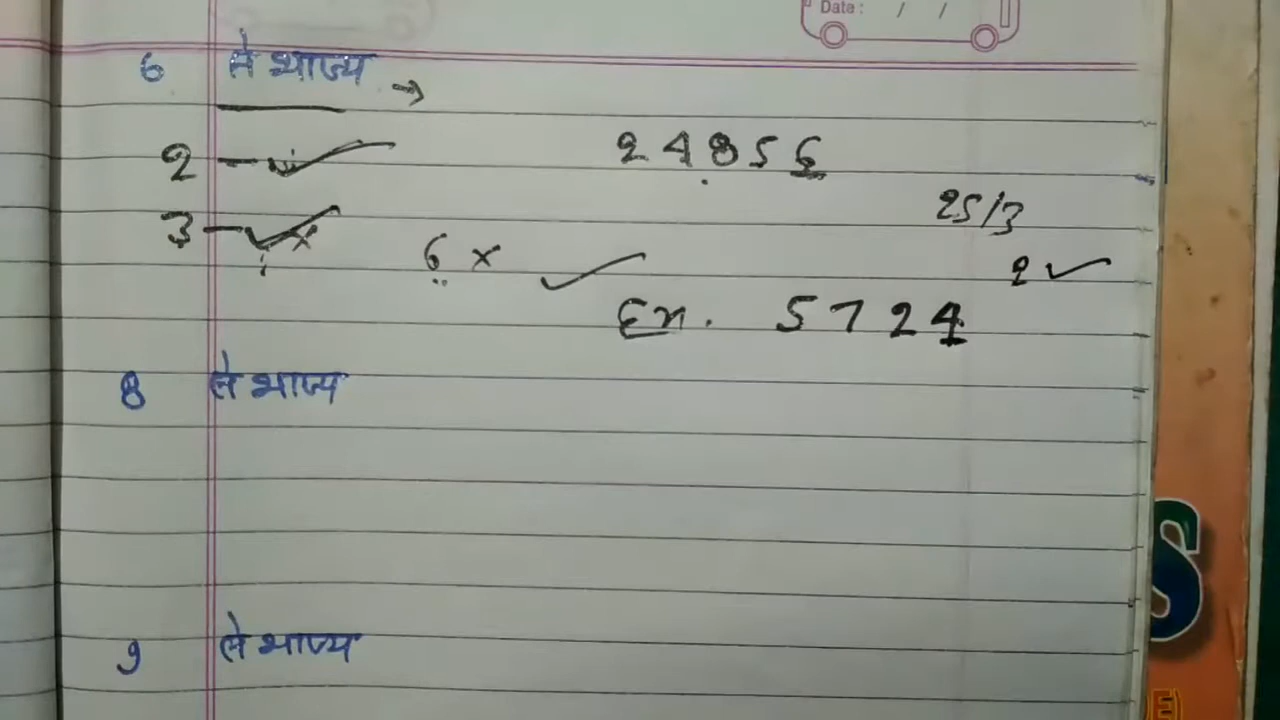 Date : / /
6 ले भाज्य →
2 - ✓ 24856
3 - ✓ x 25/3
6 x ✓ 2 ✓
Ex. 5724
8 ले भाज्य
9 ले भाज्य
S
E)